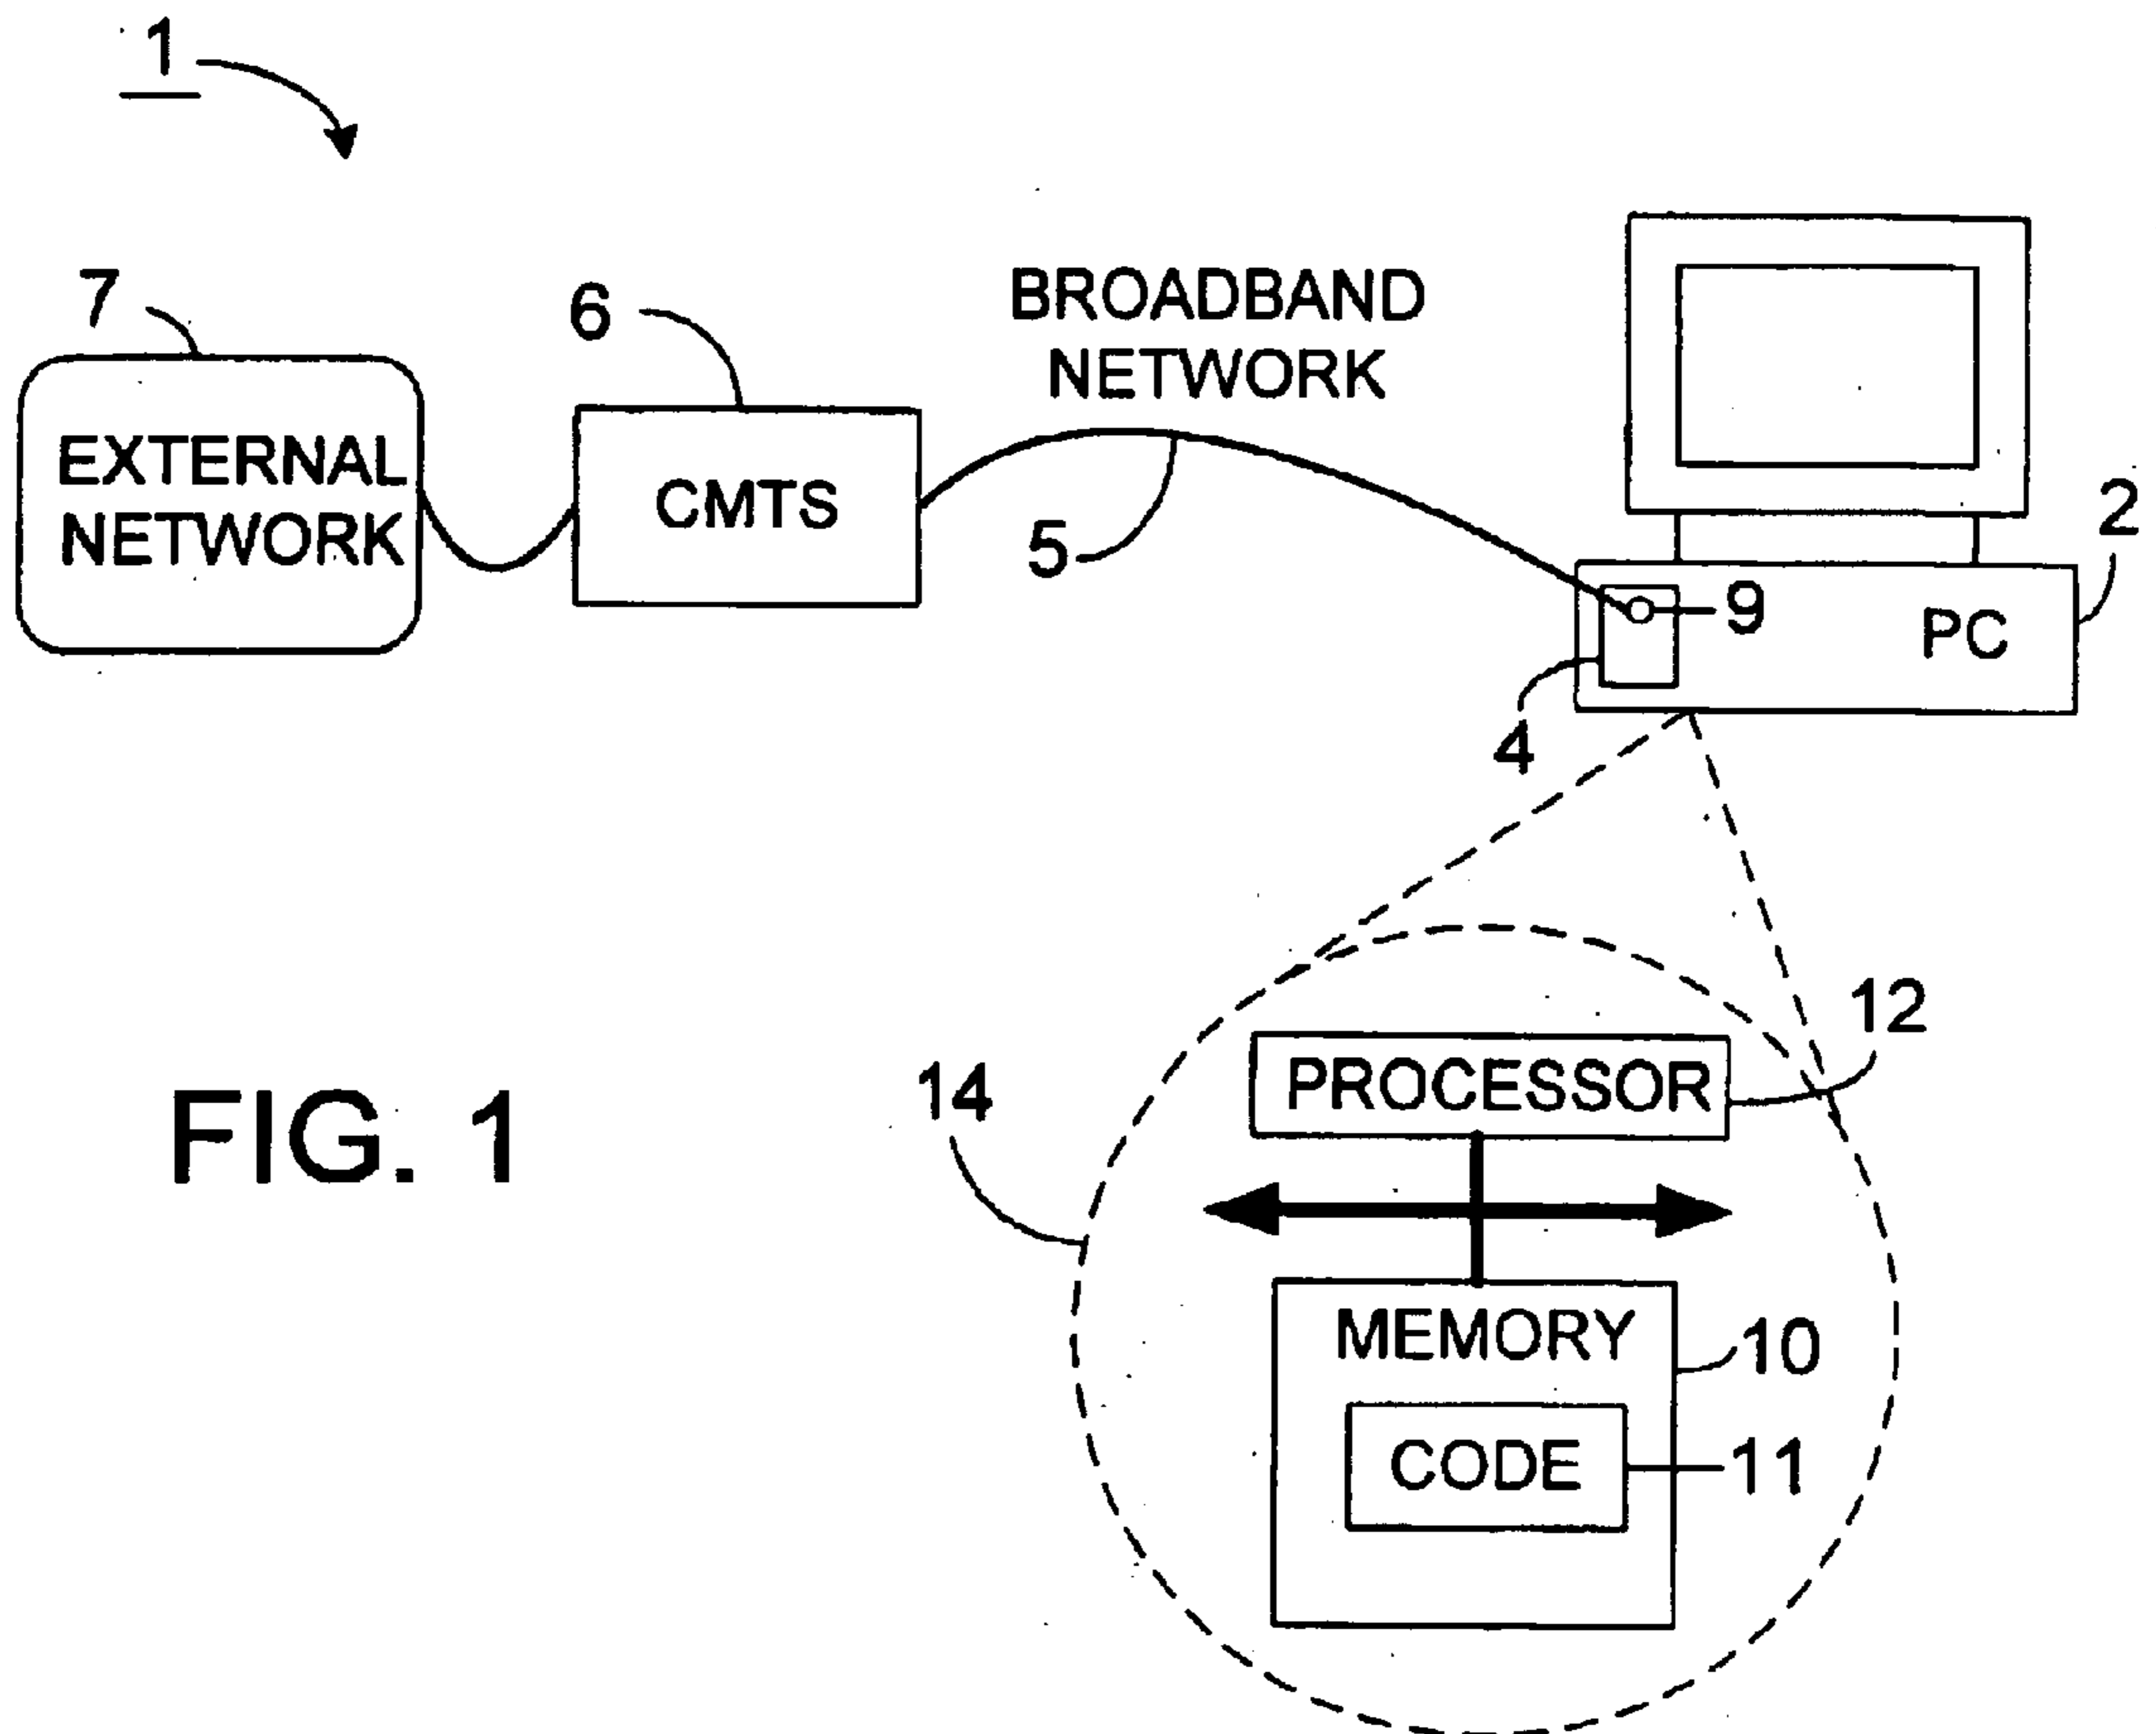 1
7
6
BROADBAND
NETWORK
EXTERNAL
NETWORK
CMTS
5
2
9
PC
4
12
PROCESSOR
14
FIG. 1
MEMORY
10
CODE
11